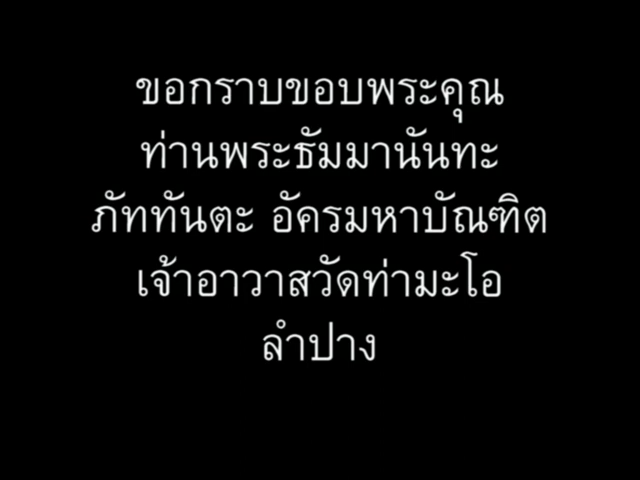 ขอกราบขอบพระคุณ
ท่านพระธัมมานันทะ
ภัททันตะ อัครมหาบัณฑิต
เจ้าอาวาสวัดท่ามะโอ
ลำปาง